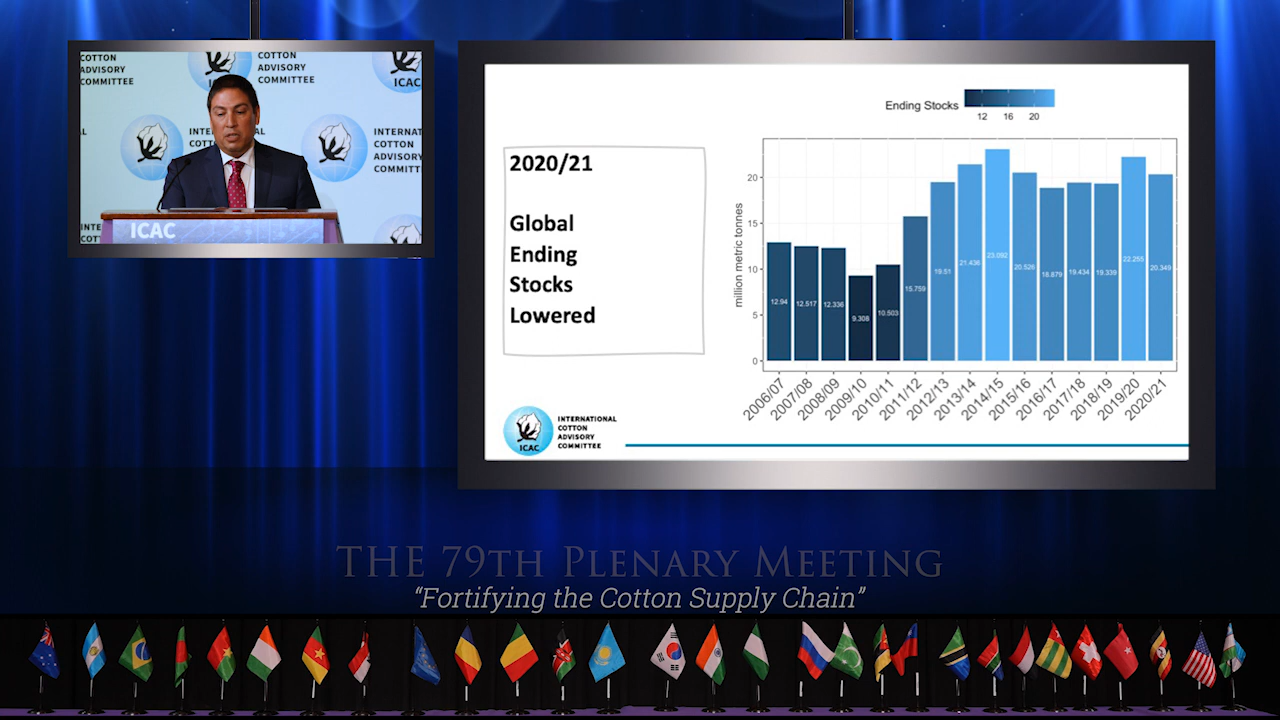 COTTON
ADVISORY
COMMITTEE
COTTON
ADVISORY
COMMITTEE
ICAC
INTERNATIONAL
COTTON
ADVISORY
COMMITTEE
ICAC
2020/21
Global
Ending
Stocks
Lowered
Ending Stocks
12 16 20
million metric tonnes
20
15
10
5
0
12.94 12.517 12.336 9.308 10.503 15.759 19.51 21.436 23.092 20.526 18.879 19.434 19.339 22.255 20.349
2006/07 2007/08 2008/09 2009/10 2010/11 2011/12 2012/13 2013/14 2014/15 2015/16 2016/17 2017/18 2018/19 2019/20 2020/21
ICAC
INTERNATIONAL
COTTON
ADVISORY
COMMITTEE
THE 79TH PLENARY MEETING
“Fortifying the Cotton Supply Chain”